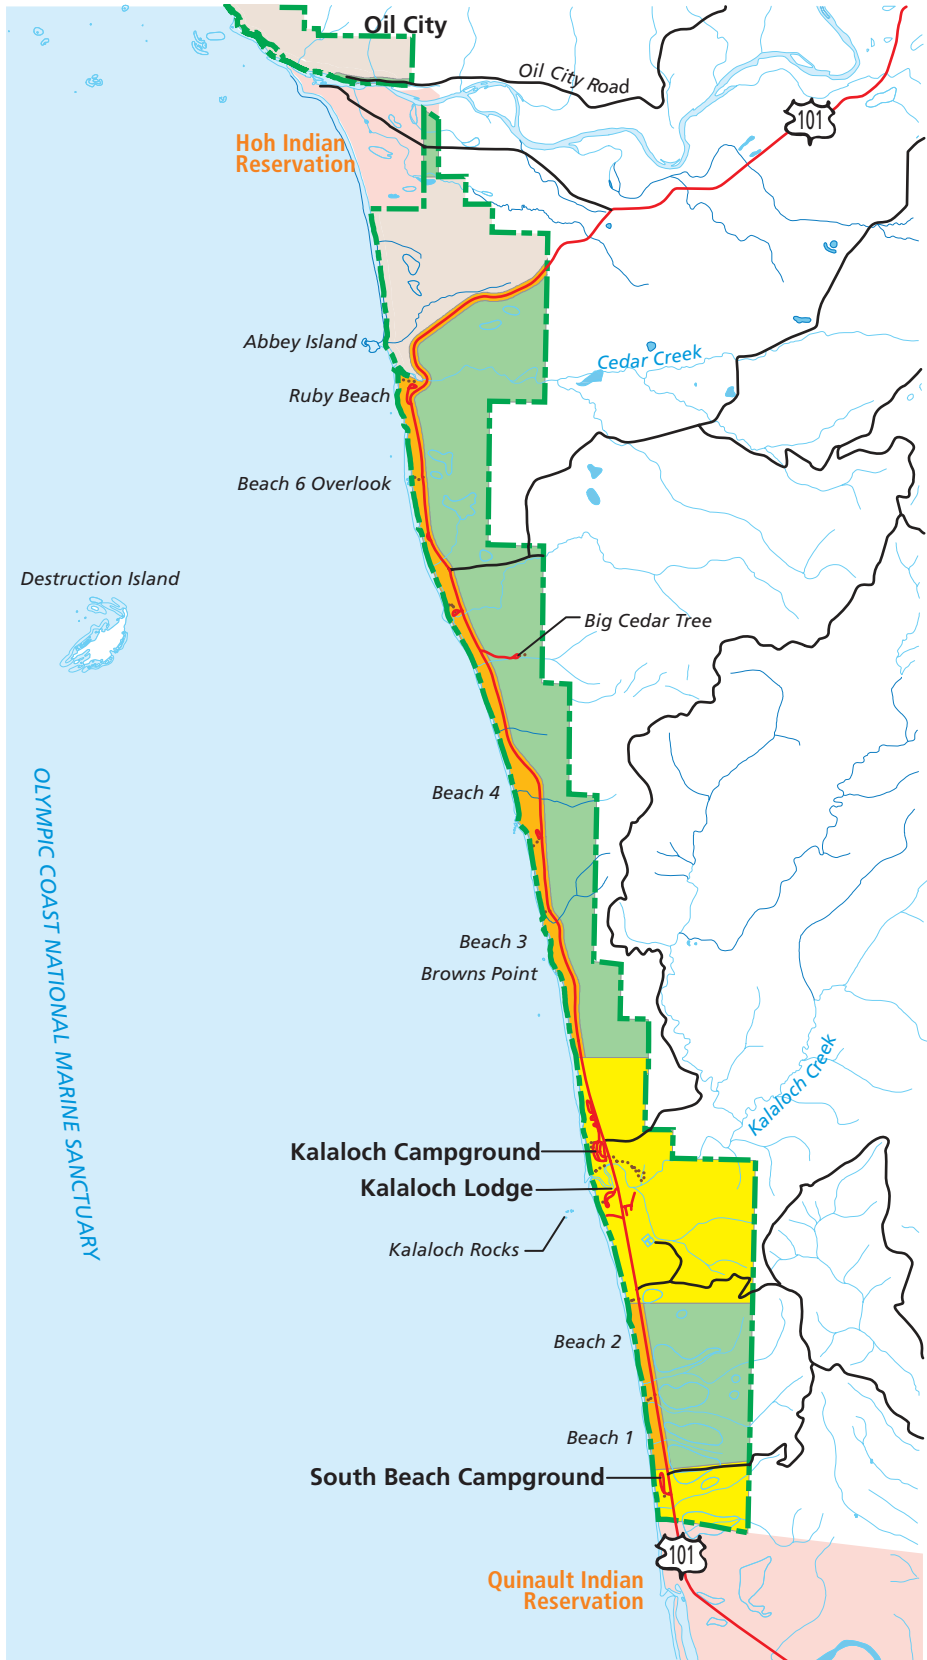 Oil City
Oil City Road
101
Hoh Indian
Reservation
Abbey Island
Cedar Creek
Ruby Beach
Beach 6 Overlook
Destruction Island
Big Cedar Tree
OLYMPIC COAST NATIONAL MARINE SANCTUARY
Beach 4
Beach 3
Browns Point
Kalaloch Creek
Kalaloch Campground
Kalaloch Lodge
Kalaloch Rocks
Beach 2
Beach 1
South Beach Campground
101
Quinault Indian
Reservation